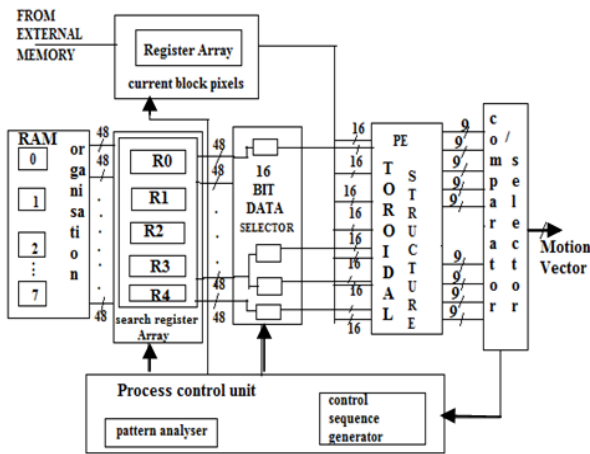 FROM
EXTERNAL
MEMORY
Register Array
current block pixels
RAM
organisation
0
1
2
7
48
48
48
R0
R1
R2
R3
R4
search register
Array
48
48
48
16
BIT
DATA
SELECTOR
16
16
16
16
16
16
16
16
PE
TOROIDAL
STRUCTURE
9
9
9
9
9
9
9
9
9
comparator
/
selector
Motion
Vector
Process control unit
pattern analyser
control
sequence
generator